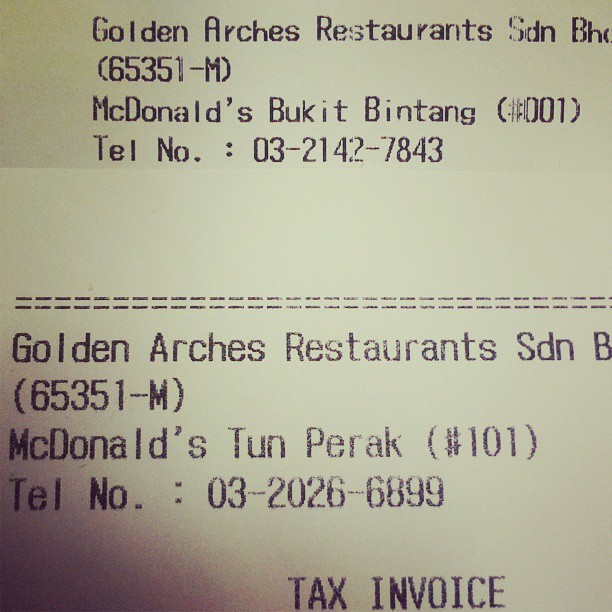 Golden Arches Restaurants Sdn Bhd
(65351-M)
McDonald's Bukit Bintang (#001)
Tel No. : 03-2142-7843
==============================
Golden Arches Restaurants Sdn B
(65351-M)
McDonald's Tun Perak (#101)
Tel No. : 03-2026-6899
TAX INVOICE